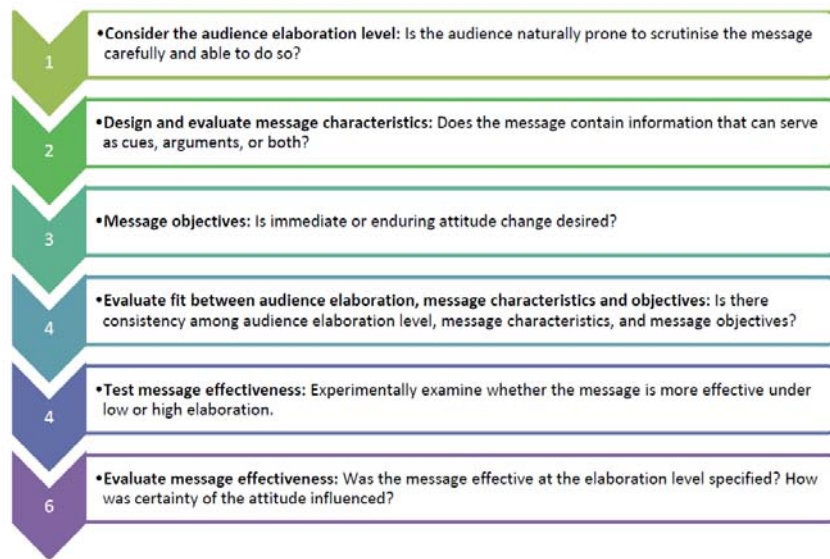 1
•Consider the audience elaboration level: Is the audience naturally prone to scrutinise the message
carefully and able to do so?
2
•Design and evaluate message characteristics: Does the message contain information that can serve
as cues, arguments, or both?
3
•Message objectives: Is immediate or enduring attitude change desired?
4
•Evaluate fit between audience elaboration, message characteristics and objectives: Is there
consistency among audience elaboration level, message characteristics, and message objectives?
4
•Test message effectiveness: Experimentally examine whether the message is more effective under
low or high elaboration.
6
•Evaluate message effectiveness: Was the message effective at the elaboration level specified? How
was certainty of the attitude influenced?